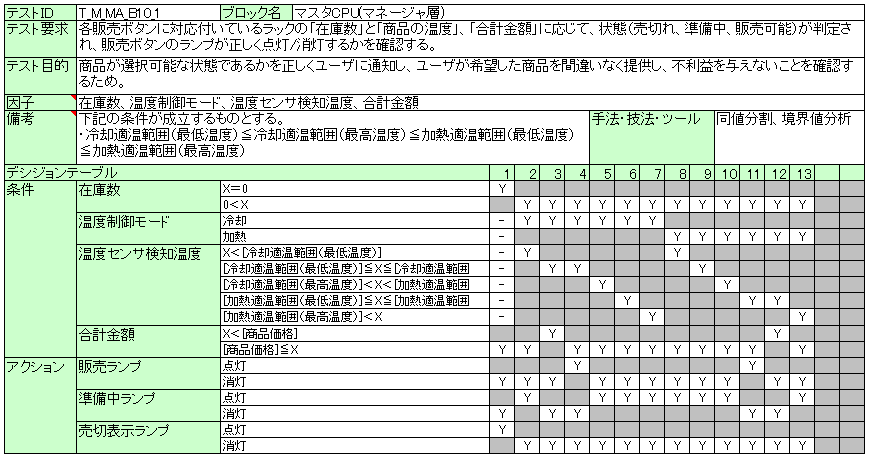 テストID T_M_MA_B10.1 ブロック名 マスタCPU(マネージャ層)
テスト要求 各販売ボタンに対応付いているラックの「在庫数」と「商品の温度」、「合計金額」に応じて、状態(売切れ、準備中、販売可能)が判定さ
れ、販売ボタンのランプが正しく点灯/消灯するかを確認する。
テスト目的 商品が選択可能な状態であるかを正しくユーザに通知し、ユーザが希望した商品を間違いなく提供し、不利益を与えないことを確認す
るため。
因子 在庫数、温度制御モード、温度センサ検知温度、合計金額
備考 下記の条件が成立するものとする。 手法・技法・ツール 同値分割、境界値分析
・冷却適温範囲(最低温度)≦冷却適温範囲(最高温度)≦加熱適温範囲(最低温度)
≦加熱適温範囲(最高温度)
デシジョンテーブル 1 2 3 4 5 6 7 8 9 10 11 12 13
条件 在庫数 X=0 Y
0<X Y Y Y Y Y Y Y Y Y Y Y Y
温度制御モード 冷却 - Y Y Y Y Y Y
加熱 - Y Y Y Y Y Y
温度センサ検知温度 X<[冷却適温範囲(最低温度)] - Y Y
[冷却適温範囲(最低温度)]≦X≦[冷却適温範囲 - Y Y Y
[冷却適温範囲(最高温度)]<X<[加熱適温範囲 - Y Y
[加熱適温範囲(最低温度)]≦X≦[加熱適温範囲 - Y Y Y
[加熱適温範囲(最高温度)]<X - Y Y
合計金額 X<[商品価格] Y Y
[商品価格]≦X Y Y Y Y Y Y Y Y Y Y Y
アクション 販売ランプ 点灯 Y Y
消灯 Y Y Y Y Y Y Y Y Y Y Y
準備中ランプ 点灯 Y Y Y Y Y Y Y Y
消灯 Y Y Y Y Y
売切表示ランプ 点灯 Y
消灯 Y Y Y Y Y Y Y Y Y Y Y Y